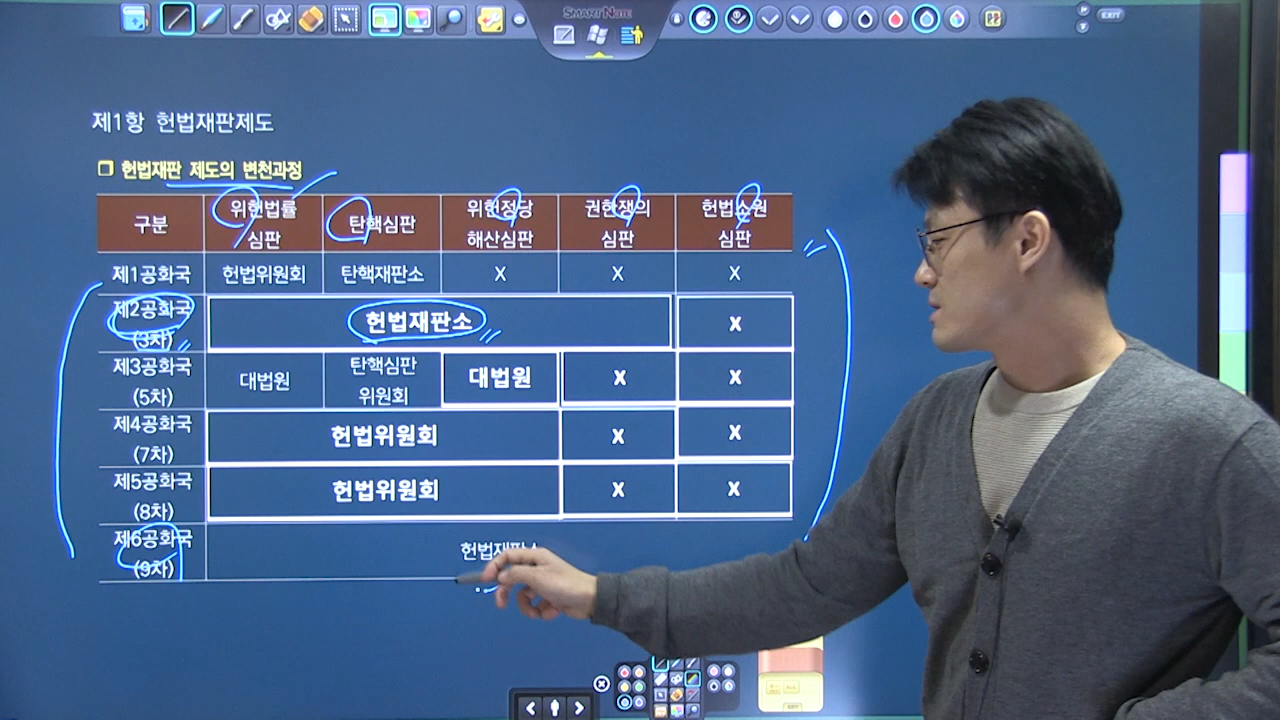 SMART NOTE
EXIT
제1항 헌법재판제도
헌법재판 제도의 변천과정
구분 위헌법률 심판 탄핵심판 위헌정당 해산심판 권한쟁의 심판 헌법소원 심판
제1공화국 헌법위원회 탄핵재판소 X X X
제2공화국 (3차) 헌법재판소 X
제3공화국 (5차) 대법원 탄핵심판 위원회 대법원 X X
제4공화국 (7차) 헌법위원회 X X
제5공화국 (8차) 헌법위원회 X X
제6공화국 (9차) 헌법재판소
EXIT